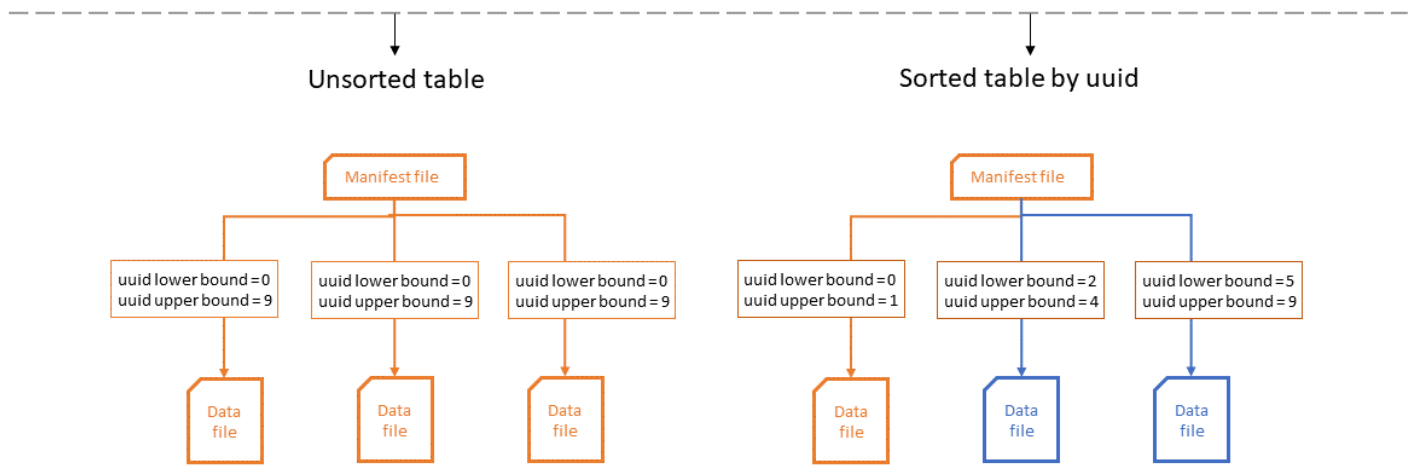 Unsorted table
Sorted table by uuid
Manifest file
Manifest file
uuid lower bound = 0
uuid upper bound = 9
uuid lower bound = 0
uuid upper bound = 9
uuid lower bound = 0
uuid upper bound = 9
uuid lower bound = 0
uuid upper bound = 1
uuid lower bound = 2
uuid upper bound = 4
uuid lower bound = 5
uuid upper bound = 9
Data
file
Data
file
Data
file
Data
file
Data
file
Data
file